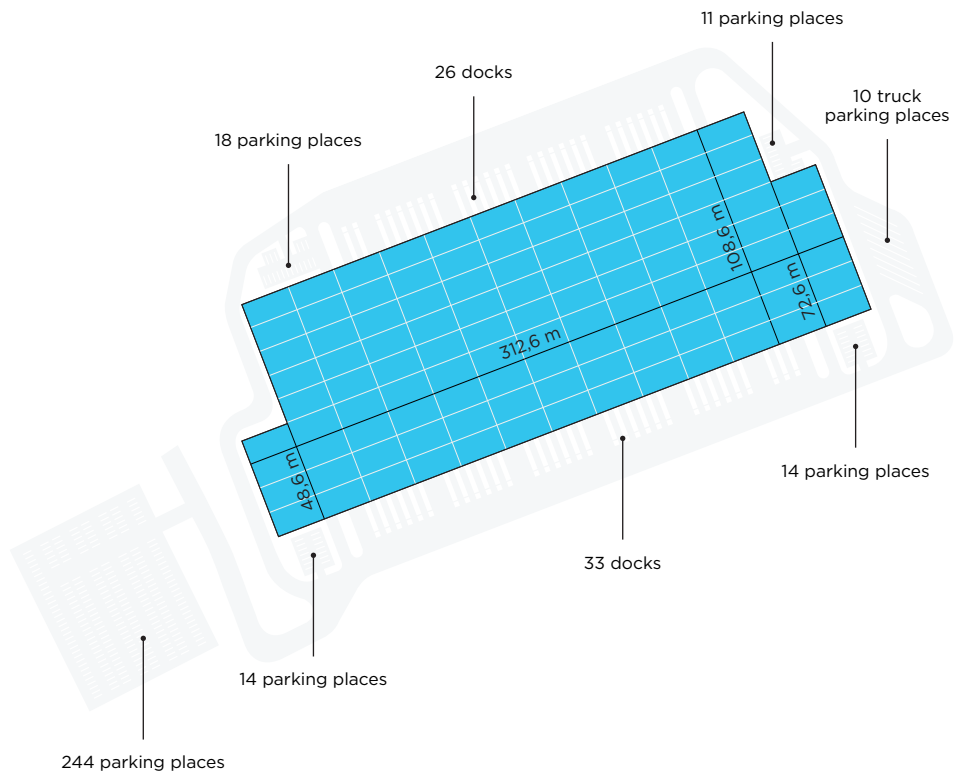 11 parking places
26 docks
10 truck
parking places
18 parking places
108,6 m
72,6 m
312,6 m
48,6 m
14 parking places
33 docks
14 parking places
244 parking places